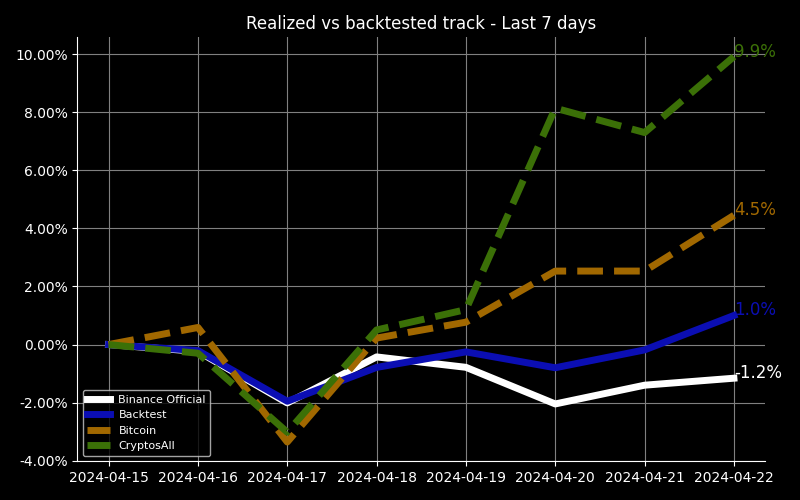 Realized vs backtested track - Last 7 days
10.00%
8.00%
6.00%
4.00%
2.00%
0.00%
-2.00%
-4.00%
9.9%
4.5%
1.0%
-1.2%
Binance Official
Backtest
Bitcoin
CryptosAll
2024-04-15 2024-04-16 2024-04-17 2024-04-18 2024-04-19 2024-04-20 2024-04-21 2024-04-22